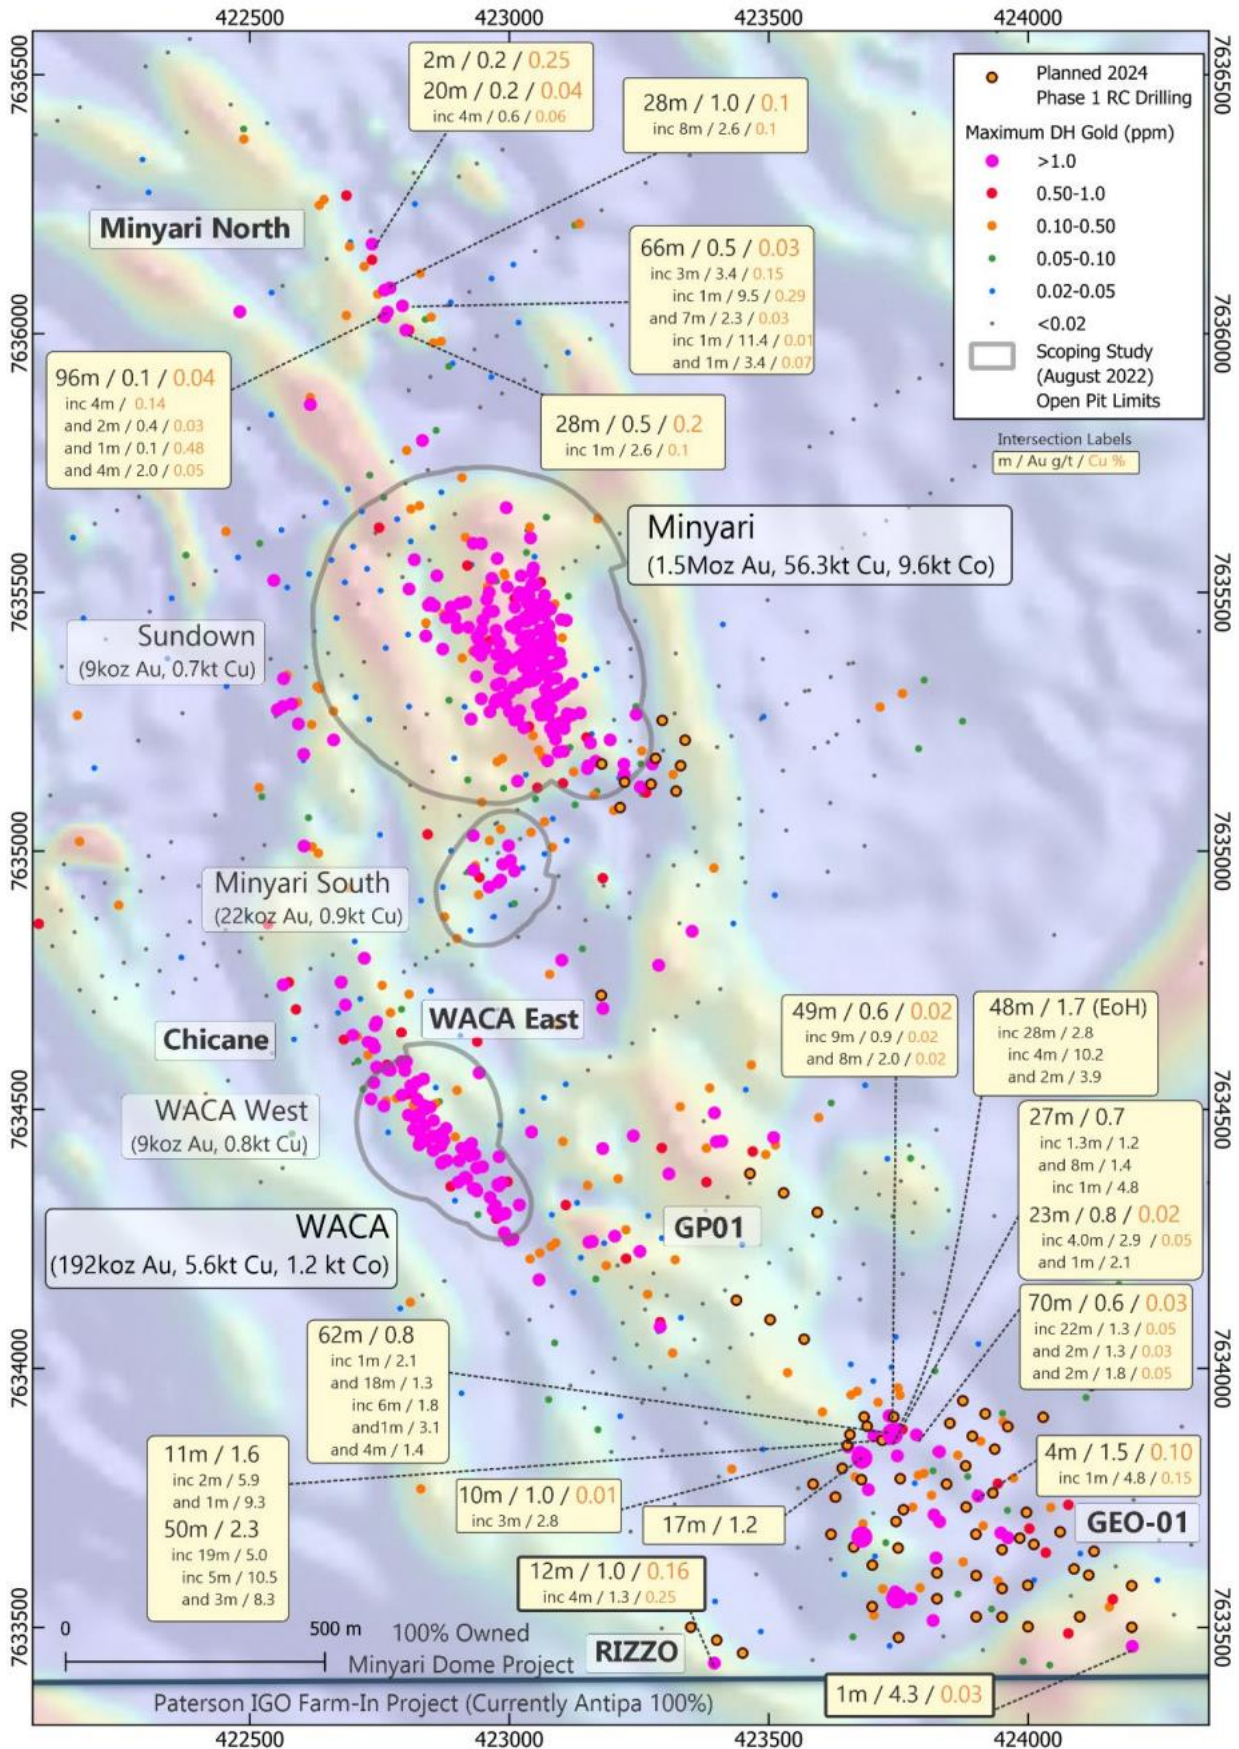 422500 423000 423500 424000
7636500
7636500
2m / 0.2 / 0.25
20m / 0.2 / 0.04
inc 4m / 0.6 / 0.06
28m / 1.0 / 0.1
inc 8m / 2.6 / 0.1
Planned 2024
Phase 1 RC Drilling
Maximum DH Gold (ppm)
>1.0
0.50-1.0
0.10-0.50
0.05-0.10
0.02-0.05
<0.02
Scoping Study
(August 2022)
Open Pit Limits
Intersection Labels
m / Au g/t / Cu %
Minyari North
66m / 0.5 / 0.03
inc 3m / 3.4 / 0.15
inc 1m / 9.5 / 0.29
and 7m / 2.3 / 0.03
inc 1m / 11.4 / 0.01
and 1m / 3.4 / 0.07
7636000
7636000
96m / 0.1 / 0.04
inc 4m / 0.14
and 2m / 0.4 / 0.03
and 1m / 0.1 / 0.48
and 4m / 2.0 / 0.05
28m / 0.5 / 0.2
inc 1m / 2.6 / 0.1
Minyari
(1.5Moz Au, 56.3kt Cu, 9.6kt Co)
7635500
7635500
Sundown
(9koz Au, 0.7kt Cu)
7635000
7635000
Minyari South
(22koz Au, 0.9kt Cu)
WACA East
Chicane
49m / 0.6 / 0.02
inc 9m / 0.9 / 0.02
and 8m / 2.0 / 0.02
48m / 1.7 (EoH)
inc 28m / 2.8
inc 4m / 10.2
and 2m / 3.9
7634500
7634500
WACA West
(9koz Au, 0.8kt Cu)
27m / 0.7
inc 1.3m / 1.2
and 8m / 1.4
inc 1m / 4.8
23m / 0.8 / 0.02
inc 4.0m / 2.9 / 0.05
and 1m / 2.1
WACA
(192koz Au, 5.6kt Cu, 1.2 kt Co)
GP01
70m / 0.6 / 0.03
inc 22m / 1.3 / 0.05
and 2m / 1.3 / 0.03
and 2m / 1.8 / 0.05
62m / 0.8
inc 1m / 2.1
and 18m / 1.3
inc 6m / 1.8
and1m / 3.1
and 4m / 1.4
7634000
7634000
11m / 1.6
inc 2m / 5.9
and 1m / 9.3
50m / 2.3
inc 19m / 5.0
inc 5m / 10.5
and 3m / 8.3
10m / 1.0 / 0.01
inc 3m / 2.8
17m / 1.2
4m / 1.5 / 0.10
inc 1m / 4.8 / 0.15
GEO-01
12m / 1.0 / 0.16
inc 4m / 1.3 / 0.25
7633500
7633500
0 500 m
100% Owned
Minyari Dome Project
RIZZO
1m / 4.3 / 0.03
Paterson IGO Farm-In Project (Currently Antipa 100%)
422500 423000 423500 424000